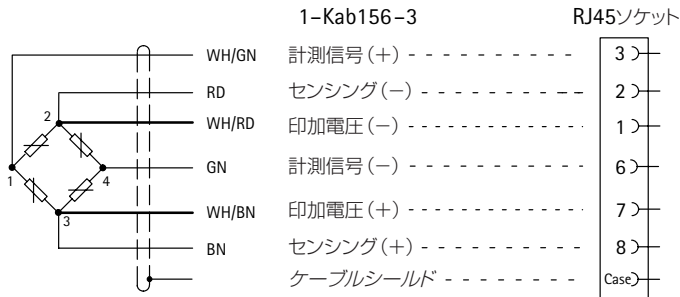 1-Kab156-3 RJ45ソケット
WH/GN 計測信号(+) 3
RD センシング(−) 2
2 WH/RD 印加電圧(−) 1
1 4 GN 計測信号(−) 6
3 WH/BN 印加電圧(+) 7
BN センシング(+) 8
ケーブルシールド Case